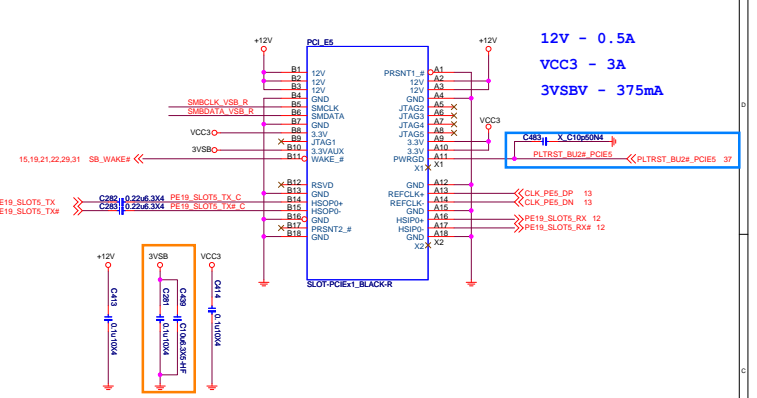 12V - 0.5A
VCC3 - 3A
3VSBV - 375mA
+12V
PCI_E5
+12V
B1 12V PRSNT1_# A1
B2 12V 12V A2
B3 12V 12V A3
B4 GND GND A4
SMBCLK_VSB_R B5 SMCLK JTAG2 A5
SMBDATA_VSB_R B6 SMDATA JTAG3 A6
B7 GND JTAG4 A7
VCC3 B8 3.3V JTAG5 A8
VCC3
B9 JTAG1 3.3V A9
3VSB B10 3.3VAUX 3.3V A10
15,19,21,22,29,31 SB_WAKE# B11 WAKE_# PWRGD A11
X1 X1
C483 X_C10p50N4
PLTRST_BU2#_PCIE5
PLTRST_BU2#_PCIE5 37
B12 RSVD GND A12
B13 GND REFCLK+ A13 CLK_PE5_DP 13
PE19_SLOT5_TX C282 0.22u6.3X4 PE19_SLOT5_TX_C B14 HSOP0+ REFCLK- A14 CLK_PE5_DN 13
PE19_SLOT5_TX# C283 0.22u6.3X4 PE19_SLOT5_TX#_C B15 HSOP0- GND A15
B16 GND HSIP0+ A16 PE19_SLOT5_RX 12
B17 PRSNT2_# HSIP0- A17 PE19_SLOT5_RX# 12
B18 GND GND A18
X2 X2
SLOT-PCIEx1_BLACK-R
+12V
3VSB
VCC3
C413 0.1u10X4
C281 0.1u10X4
C439 C10u6.3X5-HF
C414 0.1u10X4
D
C